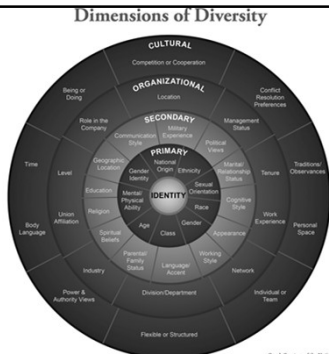 Dimensions of Diversity
CULTURAL
Competition or Cooperation
Conflict
Resolution
Preferences
Traditions/
Observances
Personal
Space
Individual or
Team
Flexible or Structured
Power &
Authority Views
Body
Language
Time
Being or
Doing
ORGANIZATIONAL
Location
Management
Status
Tenure
Work
Experience
Network
Division/Department
Industry
Union
Affiliation
Level
Role in the
Company
SECONDARY
Military
Experience
Political
Views
Marital/
Relationship
Status
Cognitive
Style
Appearance
Working
Style
Language/
Accent
Parental/
Family
Status
Spiritual
Beliefs
Religion
Education
Geographic
Location
Communication
Style
PRIMARY
National
Origin
Ethnicity
Sexual
Orientation
Race
Gender
Class
Age
Mental/
Physical
Ability
Gender
Identity
IDENTITY